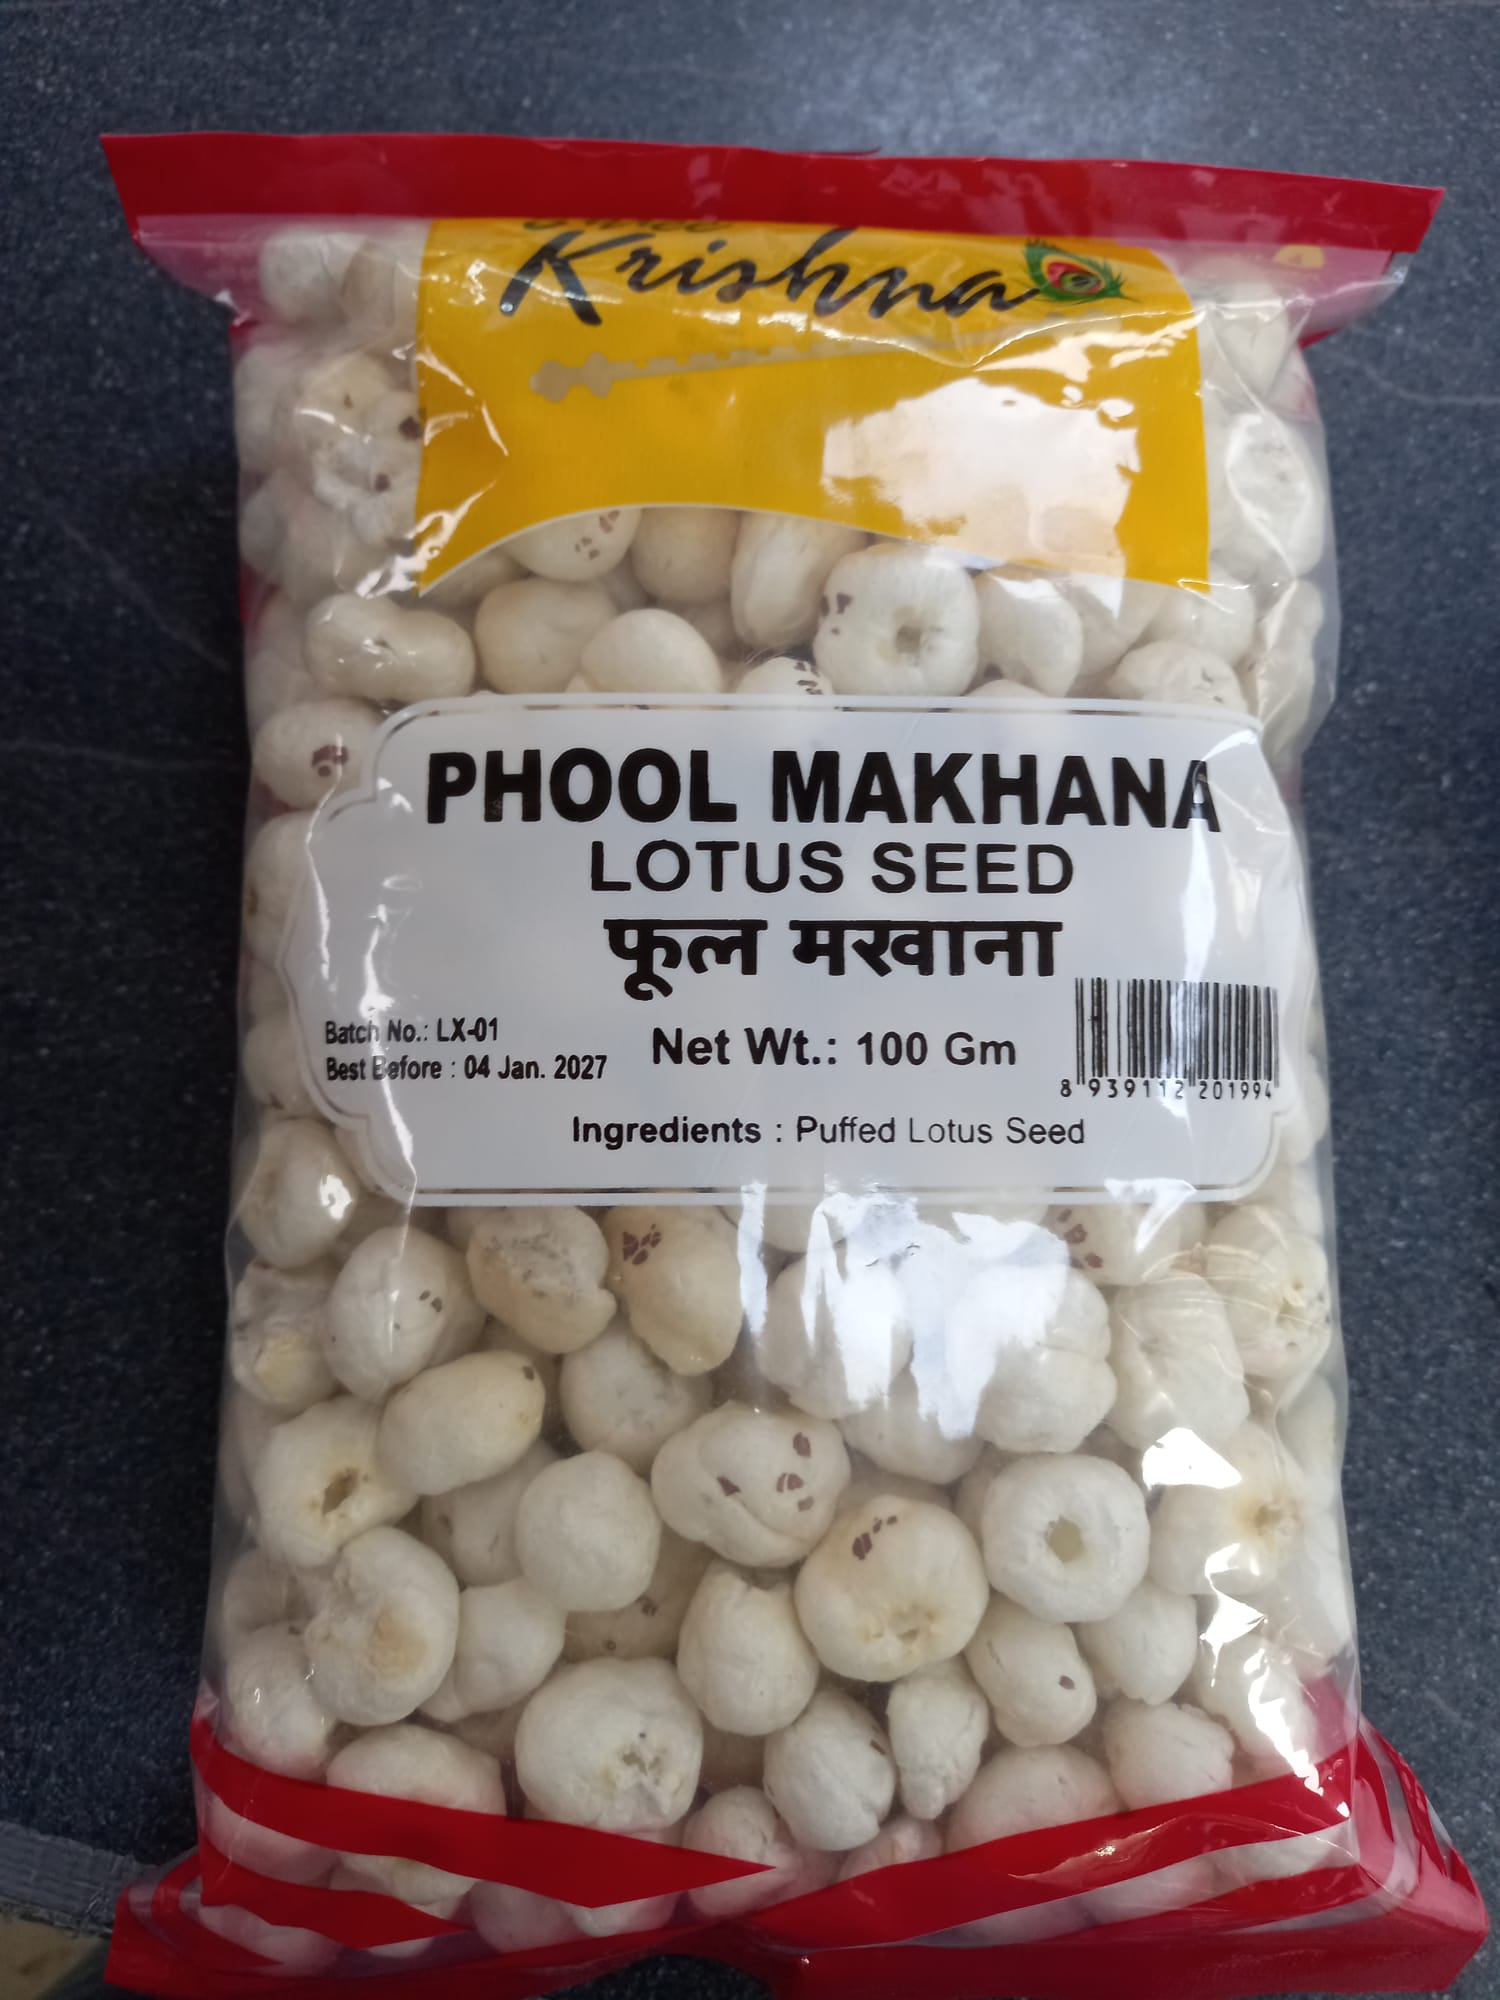 Shree
Krishna
PHOOL MAKHANA
LOTUS SEED
फूल मखाना
Batch No.: LX-01
Best Before : 04 Jan. 2027
Net Wt.: 100 Gm
8 939112 201994
Ingredients : Puffed Lotus Seed